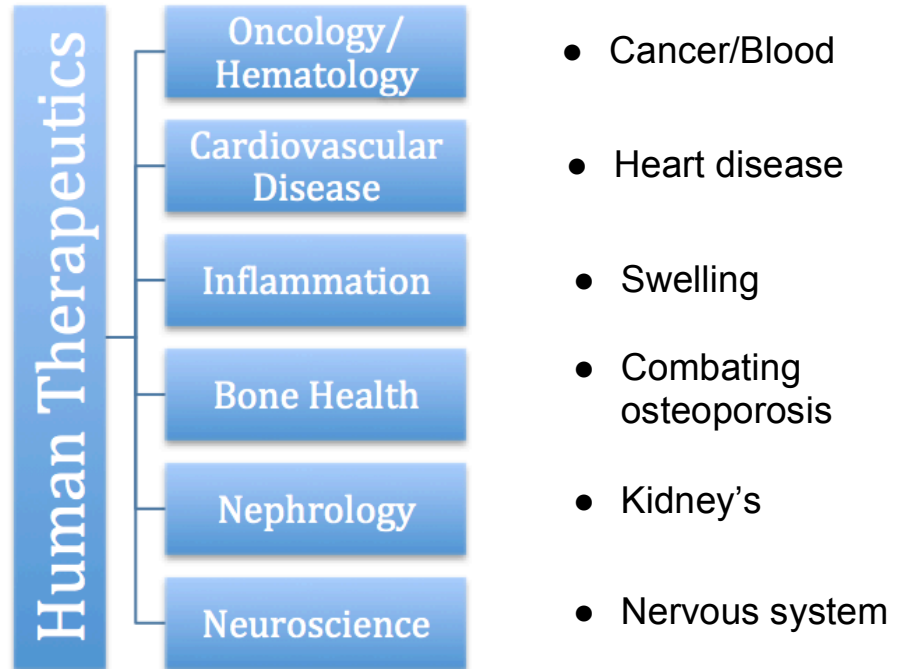 Human Therapeutics
Oncology/
Hematology
● Cancer/Blood
Cardiovascular
Disease
● Heart disease
Inflammation
● Swelling
Bone Health
● Combating
osteoporosis
Nephrology
● Kidney’s
Neuroscience
● Nervous system